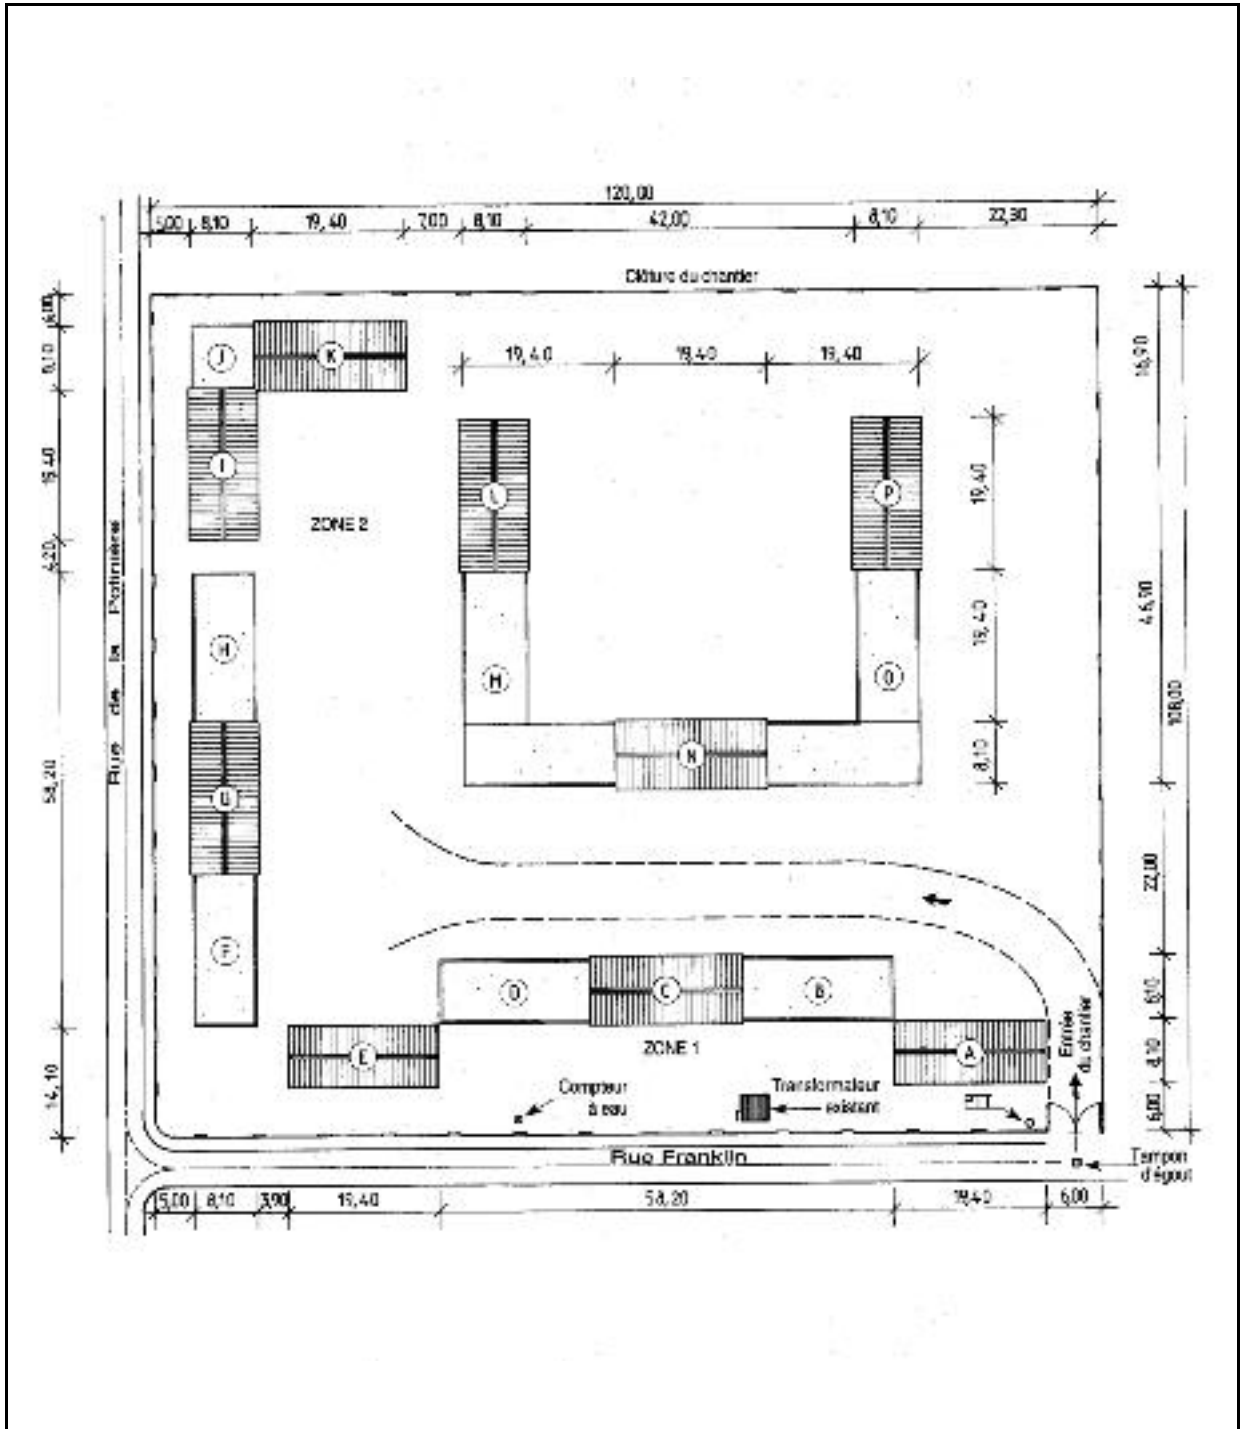 120,00
5,00 8,10 19,40 7,00 8,10 42,00 8,10 22,30
Clôture du chantier
4,00
8,10
19,40
4,20
58,20
14,10
Rue de la
J
K
I
ZONE 2
H
G
F
19,40 19,40 19,40
L
P
M
O
N
19,40
19,40
8,10
16,90
46,90
108,00
22,00
8,10
8,10
6,00
D
C
B
E
ZONE 1
A
Entrée
du chantier
Compteur
à eau
Transformateur
existant
PTT
Rue Franklin
Tampon
d'égout
5,00 8,10 3,90 19,40 58,20 19,40 6,00